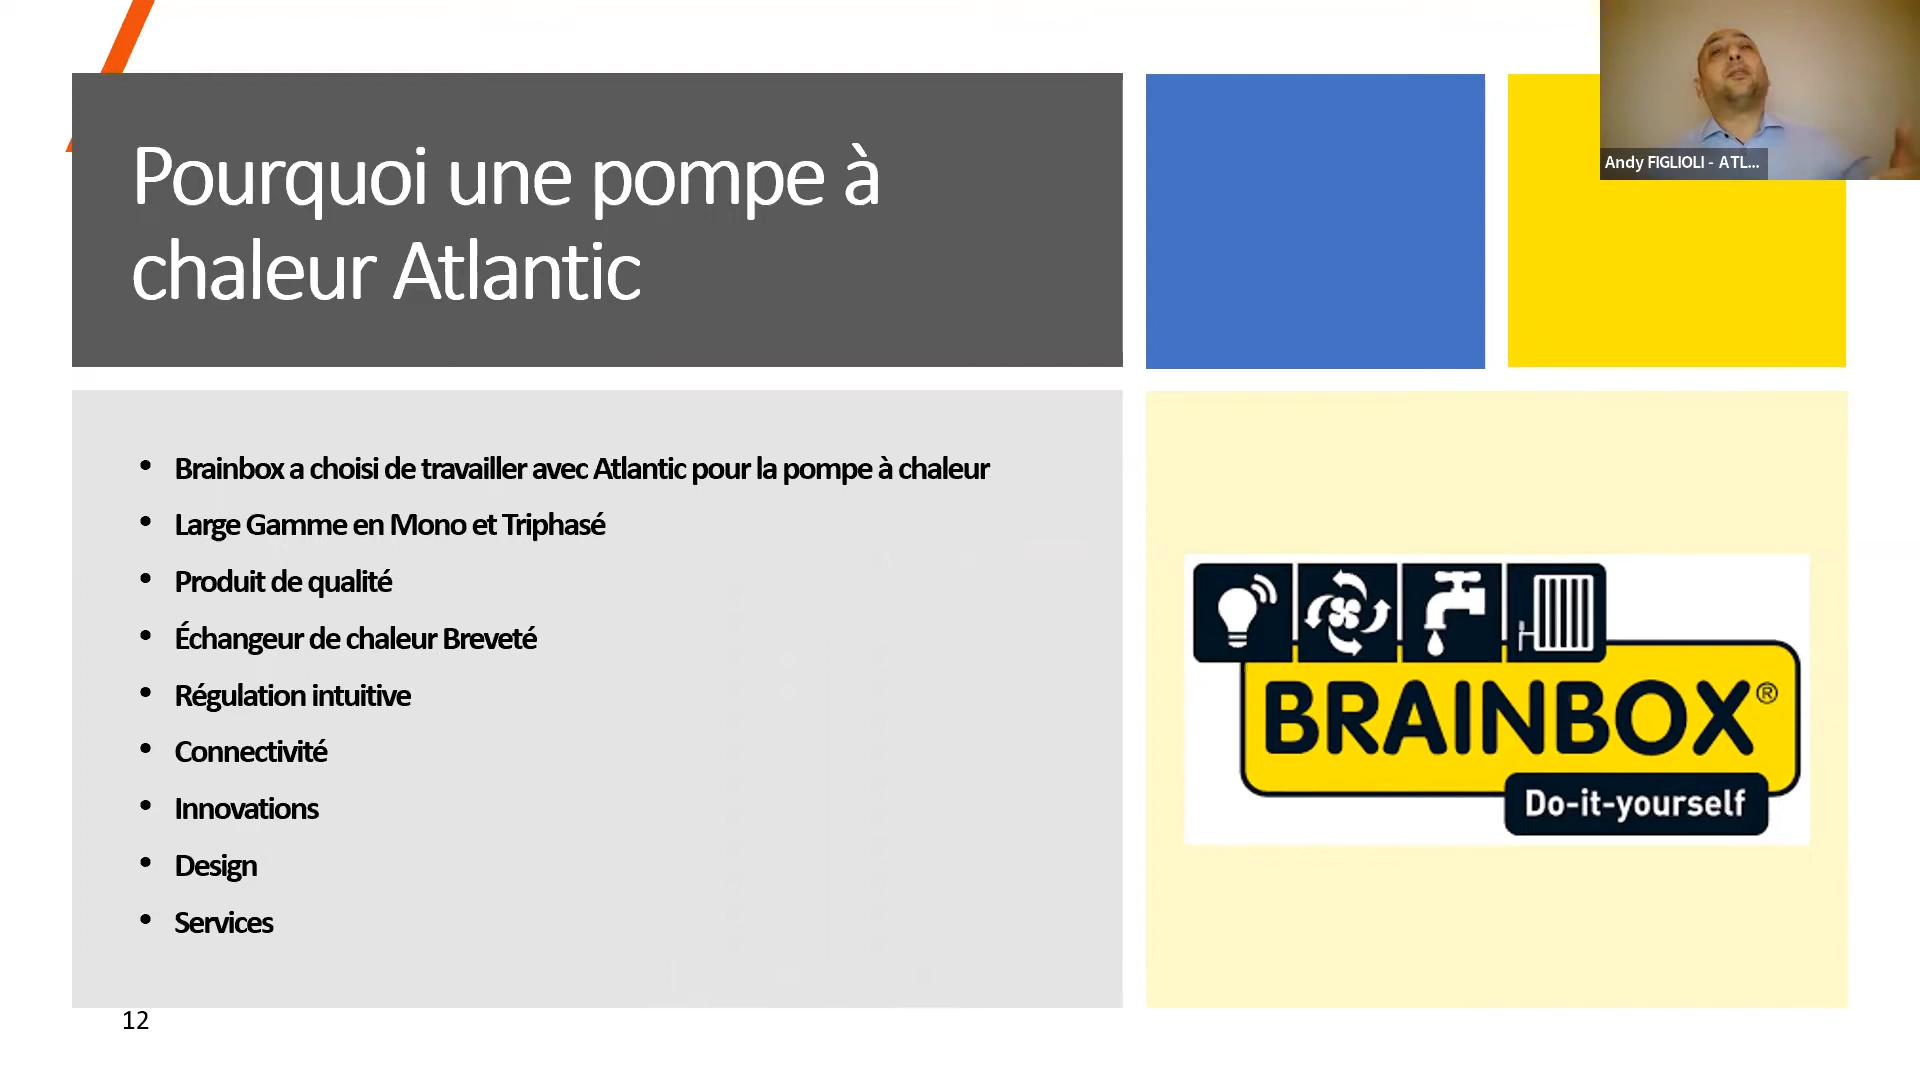 Pourquoi une pompe à
chaleur Atlantic
Andy FIGLIOLI - ATL...
• Brainbox a choisi de travailler avec Atlantic pour la pompe à chaleur
• Large Gamme en Mono et Triphasé
• Produit de qualité
• Échangeur de chaleur Breveté
• Régulation intuitive
• Connectivité
• Innovations
• Design
• Services
BRAINBOX®
Do-it-yourself
12